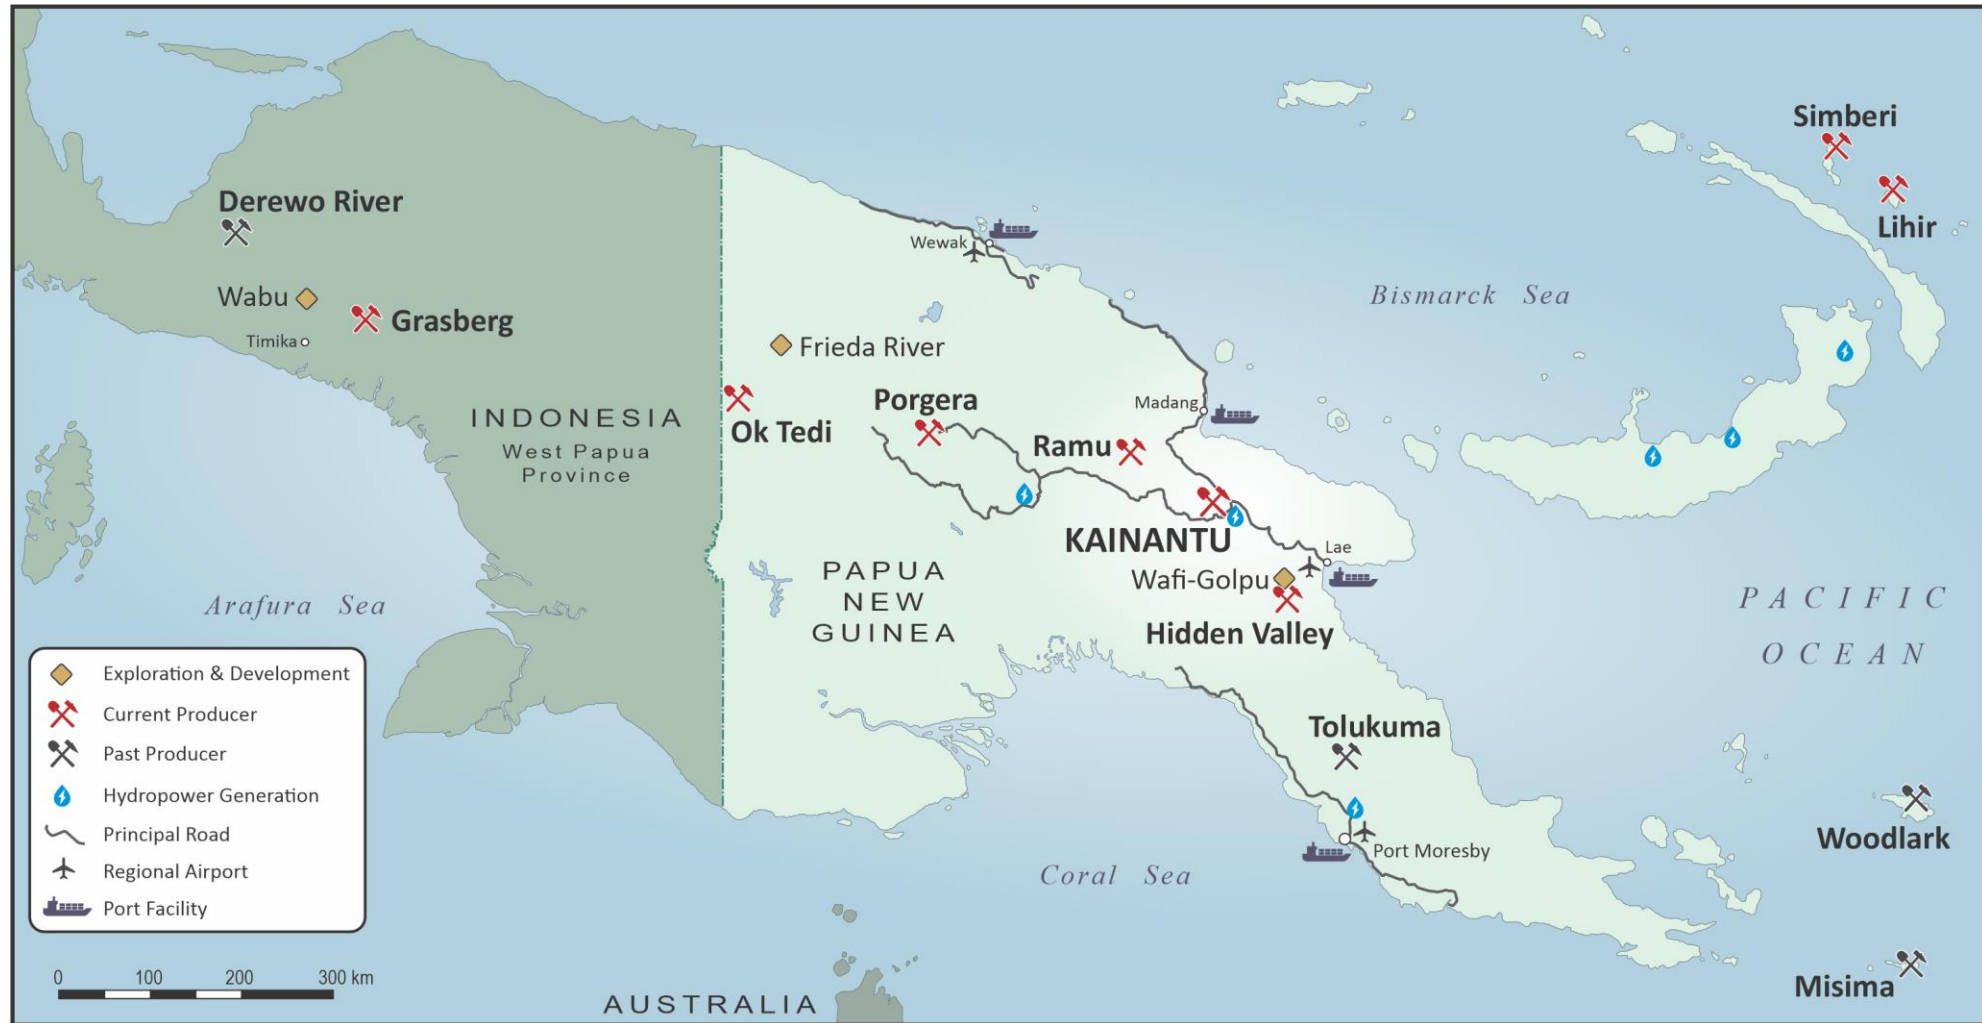 Simberi
Lihir
Derewo River
Wabu
Timika
Grasberg
Wewak
Bismarck Sea
Frieda River
INDONESIA
West Papua
Province
Ok Tedi
Porgera
Madang
Ramu
KAINANTU
Lae
Wafi-Golpu
Hidden Valley
PAPUA
NEW
GUINEA
Arafura Sea
PACIFIC
OCEAN
Tolukuma
Port Moresby
Coral Sea
Woodlark
Misima
AUSTRALIA
Exploration & Development
Current Producer
Past Producer
Hydropower Generation
Principal Road
Regional Airport
Port Facility
0 100 200 300 km